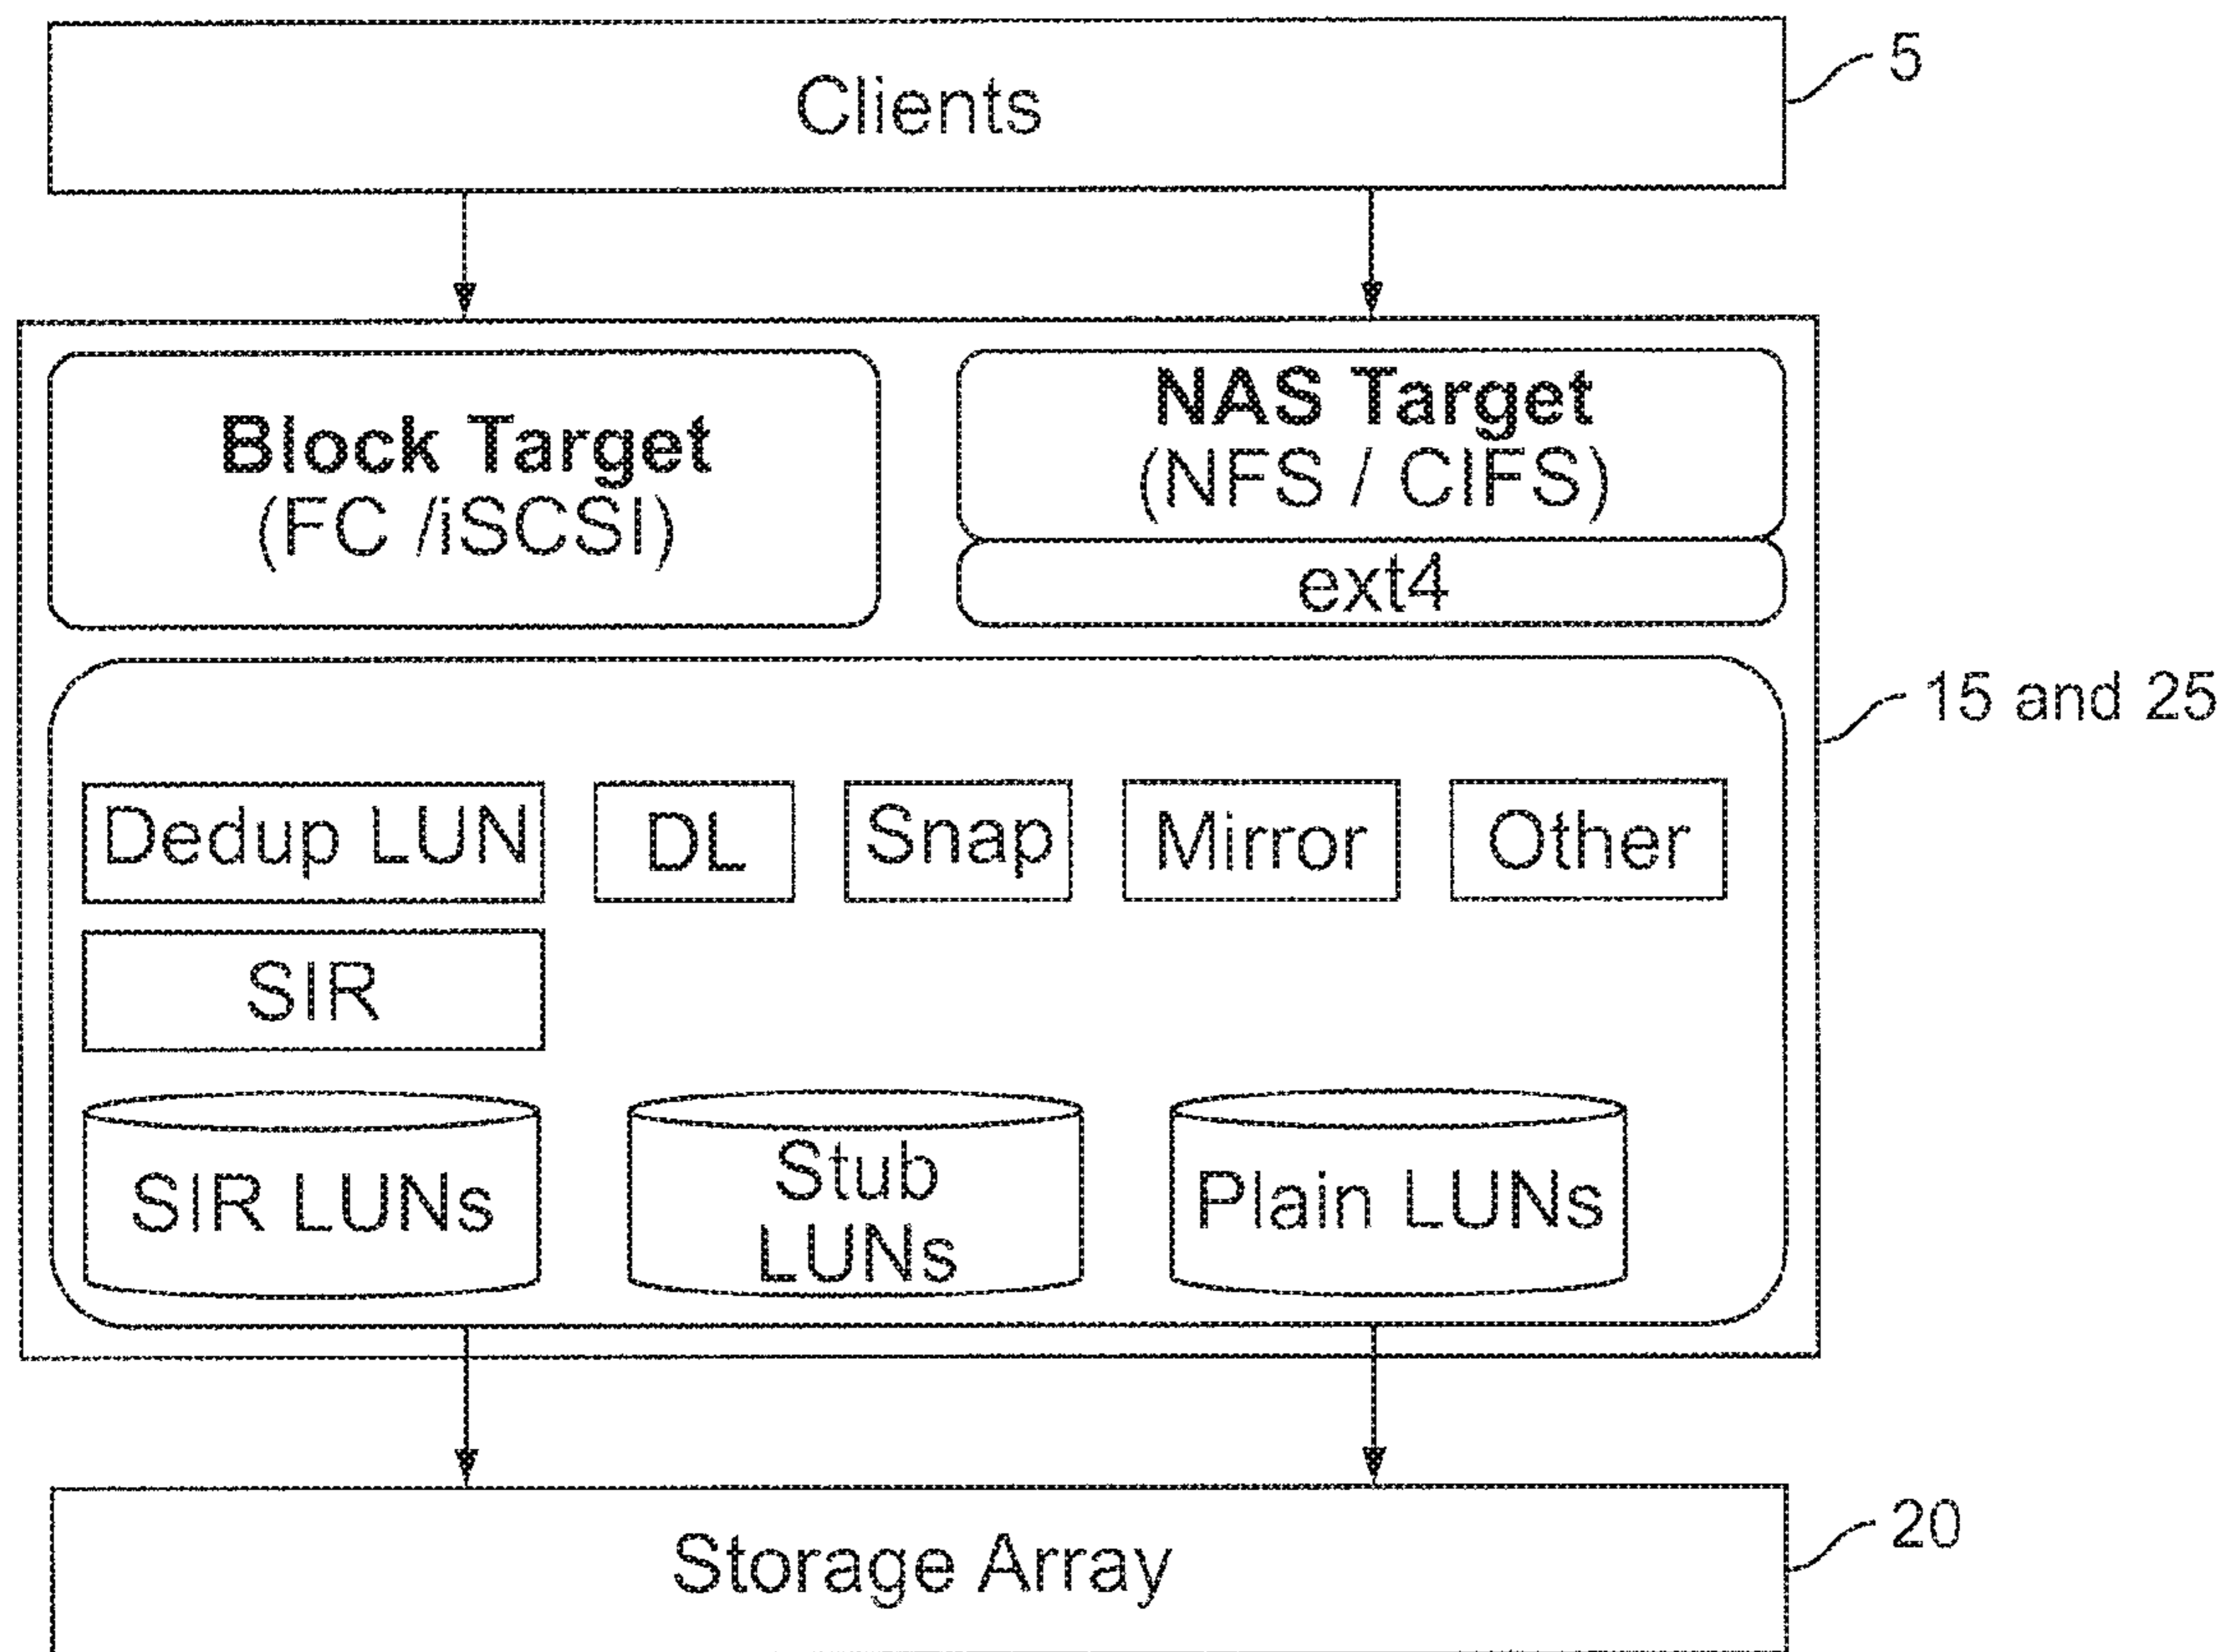 Clients
5
Block Target
(FC /iSCSI)
NAS Target
(NFS / CIFS)
ext4
15 and 25
Dedup LUN
DL
Snap
Mirror
Other
SIR
SIR LUNs
Stub
LUNs
Plain LUNs
Storage Array
20